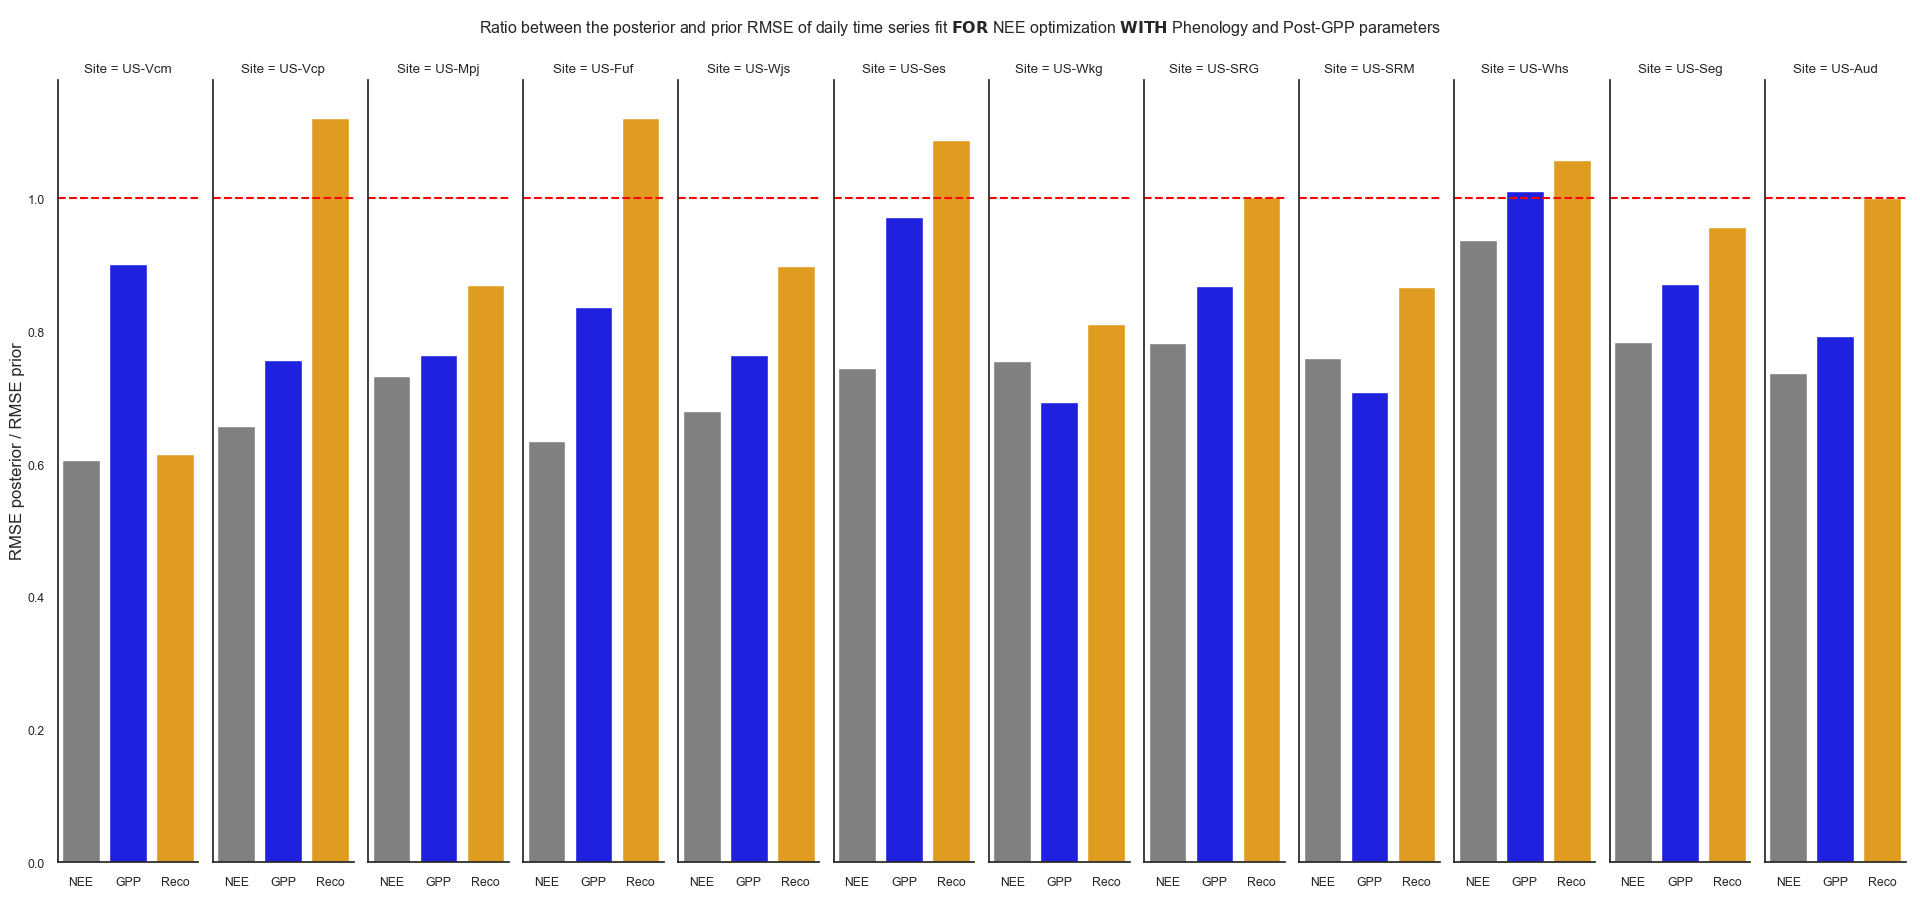 Ratio between the posterior and prior RMSE of daily time series fit FOR NEE optimization WITH Phenology and Post-GPP parameters
Site = US-Vcm Site = US-Vcp Site = US-Mpj Site = US-Fuf Site = US-Wjs Site = US-Ses Site = US-Wkg Site = US-SRG Site = US-SRM Site = US-Whs Site = US-Seg Site = US-Aud
RMSE posterior / RMSE prior
1.0
0.8
0.6
0.4
0.2
0.0
NEE GPP Reco NEE GPP Reco NEE GPP Reco NEE GPP Reco NEE GPP Reco NEE GPP Reco NEE GPP Reco NEE GPP Reco NEE GPP Reco NEE GPP Reco NEE GPP Reco NEE GPP Reco